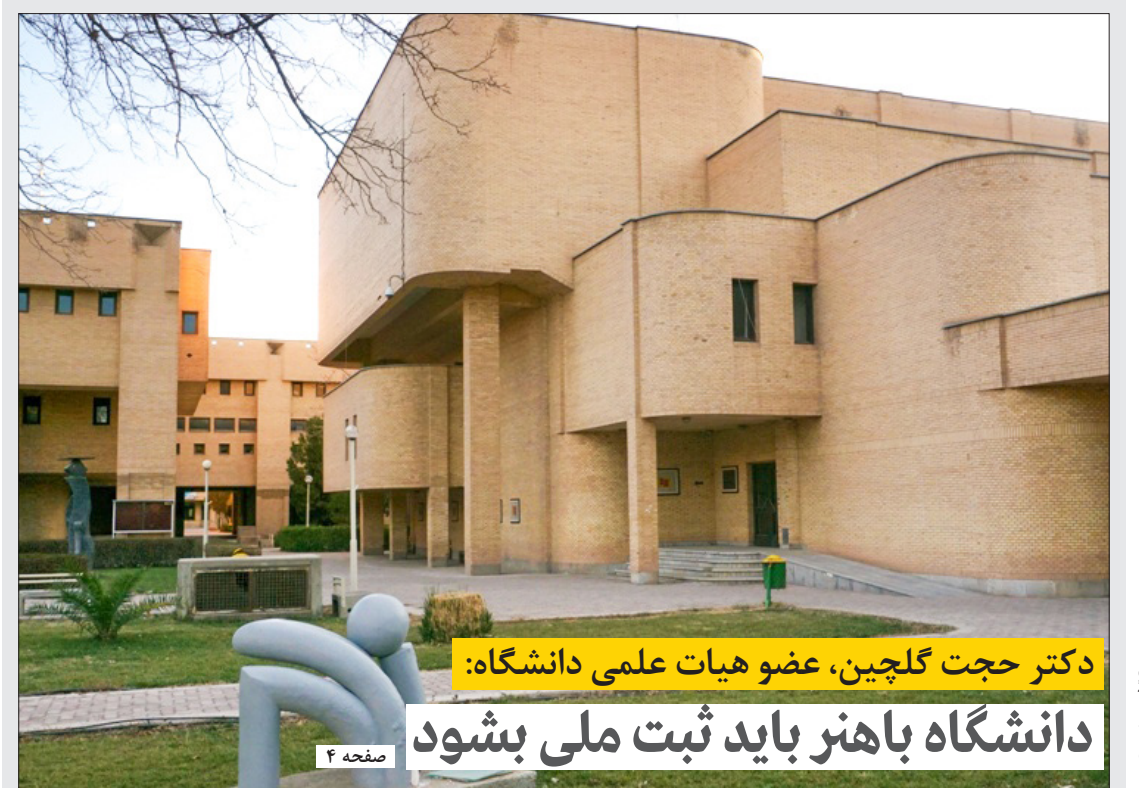 دکتر حجت گلچین، عضو هیات علمی دانشگاه:
دانشگاه باهنر باید ثبت ملی بشود
صفحه ۴